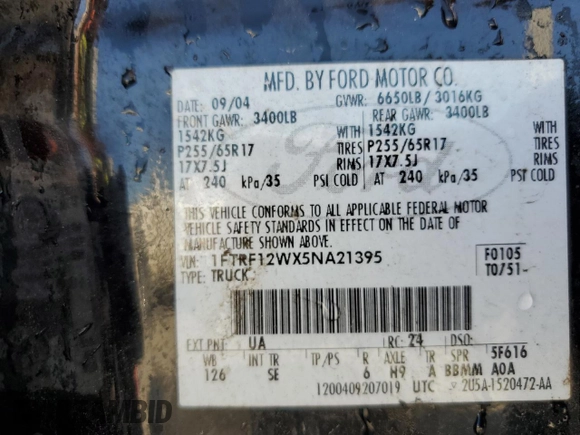 MFD. BY FORD MOTOR CO.
DATE: 09/04 GVWR: 6650LB / 3016KG
FRONT GAWR: 3400LB REAR GAWR: 3400LB
1542KG WITH 1542KG WITH
P255/65R17 TIRES P255/65R17 TIRES
17X7.5J RIMS 17X7.5J RIMS
AT 240 kPa/35 PSI COLD AT 240 kPa/35 PSI COLD
THIS VEHICLE CONFORMS TO ALL APPLICABLE FEDERAL MOTOR
VEHICLE SAFETY STANDARDS IN EFFECT ON THE DATE OF
MANUFACTURE SHOWN ABOVE.
VIN: 1FTRF12WX5NA21395 F0105
TYPE: TRUCK T0/51-
EXT PNT: UA RC: 24 DSO:
WB INT TR TP/PS R AXLE TR SPR 5F616
126 SE 6 H9 A BBMM A0A
1200409207019 UTC 2U5A-1520472-AA
Ford